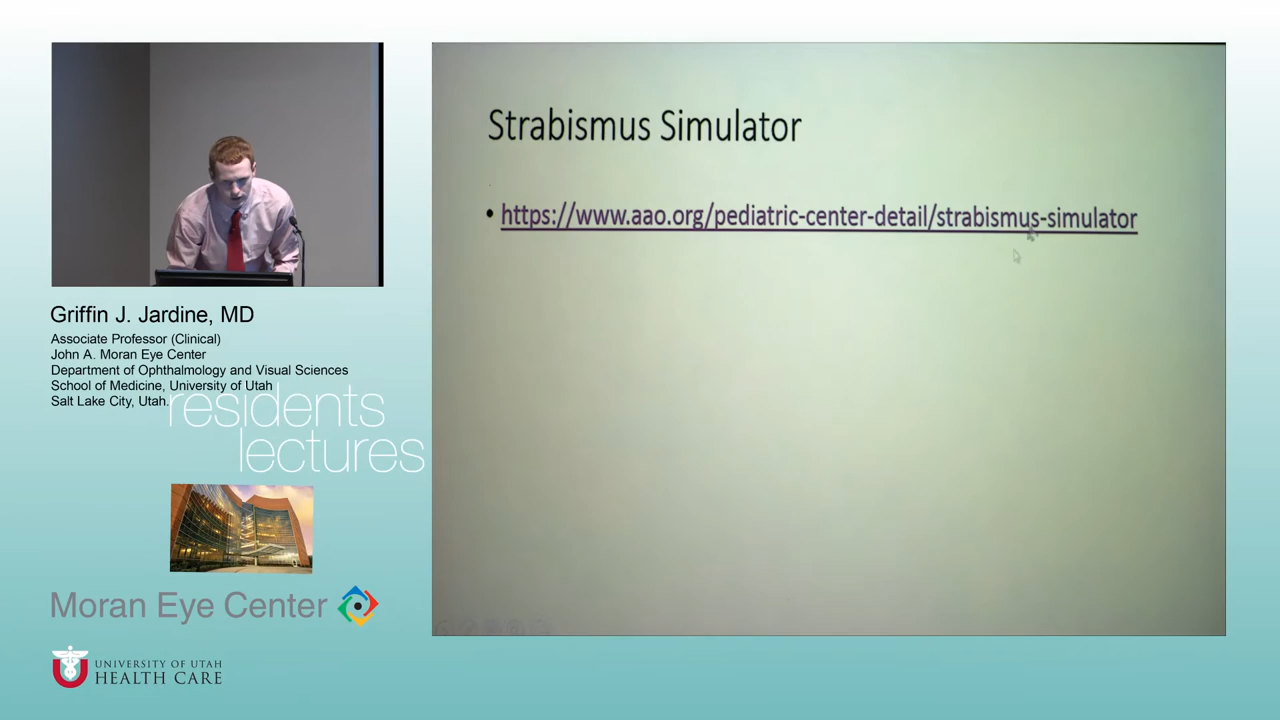 Strabismus Simulator
• https://www.aao.org/pediatric-center-detail/strabismus-simulator
Griffin J. Jardine, MD
Associate Professor (Clinical)
John A. Moran Eye Center
Department of Ophthalmology and Visual Sciences
School of Medicine, University of Utah
Salt Lake City, Utah.
residents
lectures
Moran Eye Center
UNIVERSITY OF UTAH
HEALTH CARE